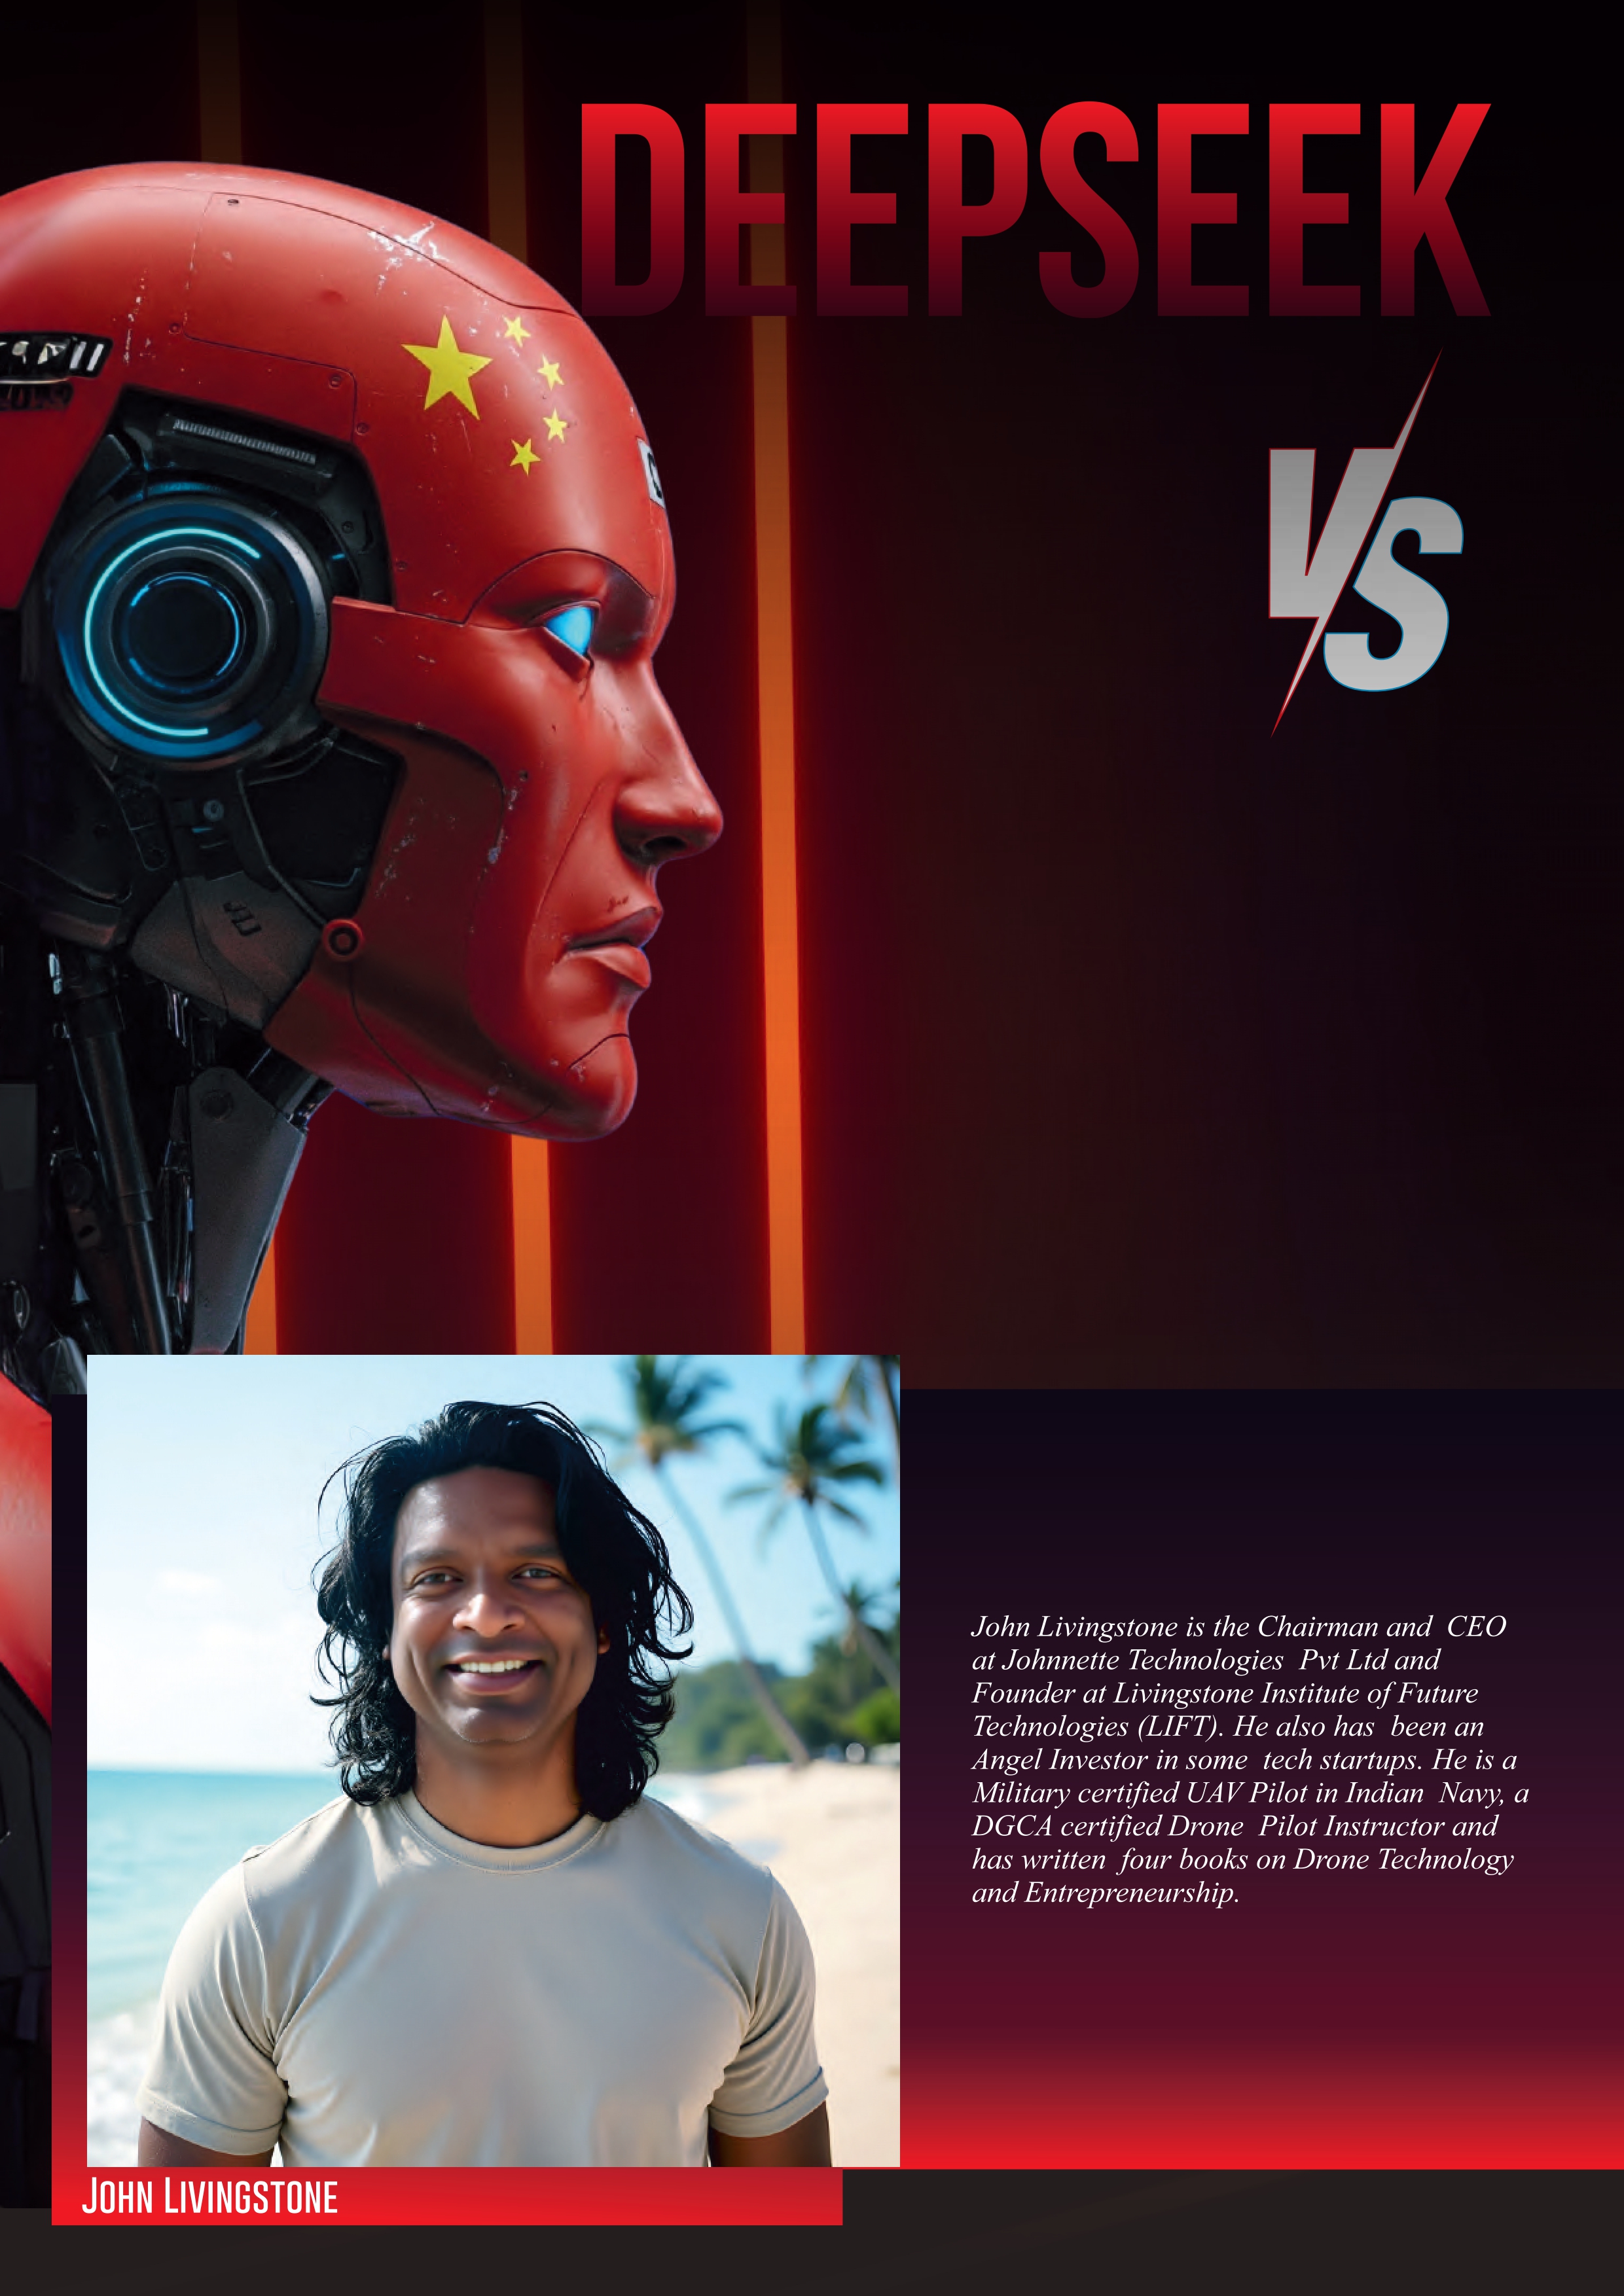 DEEPSEEK
VS
John Livingstone is the Chairman and CEO
at Johnnette Technologies Pvt Ltd and
Founder at Livingstone Institute of Future
Technologies (LIFT). He also has been an
Angel Investor in some tech startups. He is a
Military certified UAV Pilot in Indian Navy, a
DGCA certified Drone Pilot Instructor and
has written four books on Drone Technology
and Entrepreneurship.
JOHN LIVINGSTONE